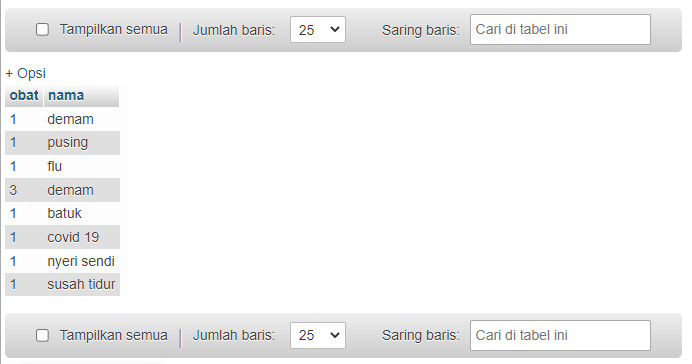 Tampilkan semua Jumlah baris: 25 Saring baris: Cari di tabel ini
+ Opsi
obat nama
1 demam
1 pusing
1 flu
3 demam
1 batuk
1 covid 19
1 nyeri sendi
1 susah tidur
Tampilkan semua Jumlah baris: 25 Saring baris: Cari di tabel ini